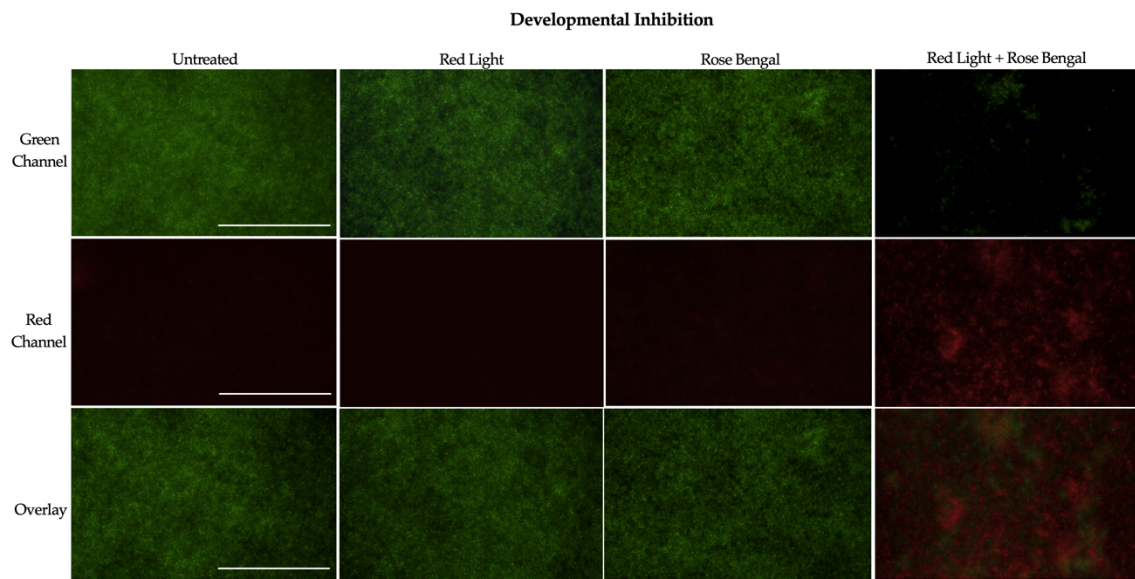 Developmental Inhibition
Untreated
Red Light
Rose Bengal
Red Light + Rose Bengal
Green
Channel
Red
Channel
Overlay